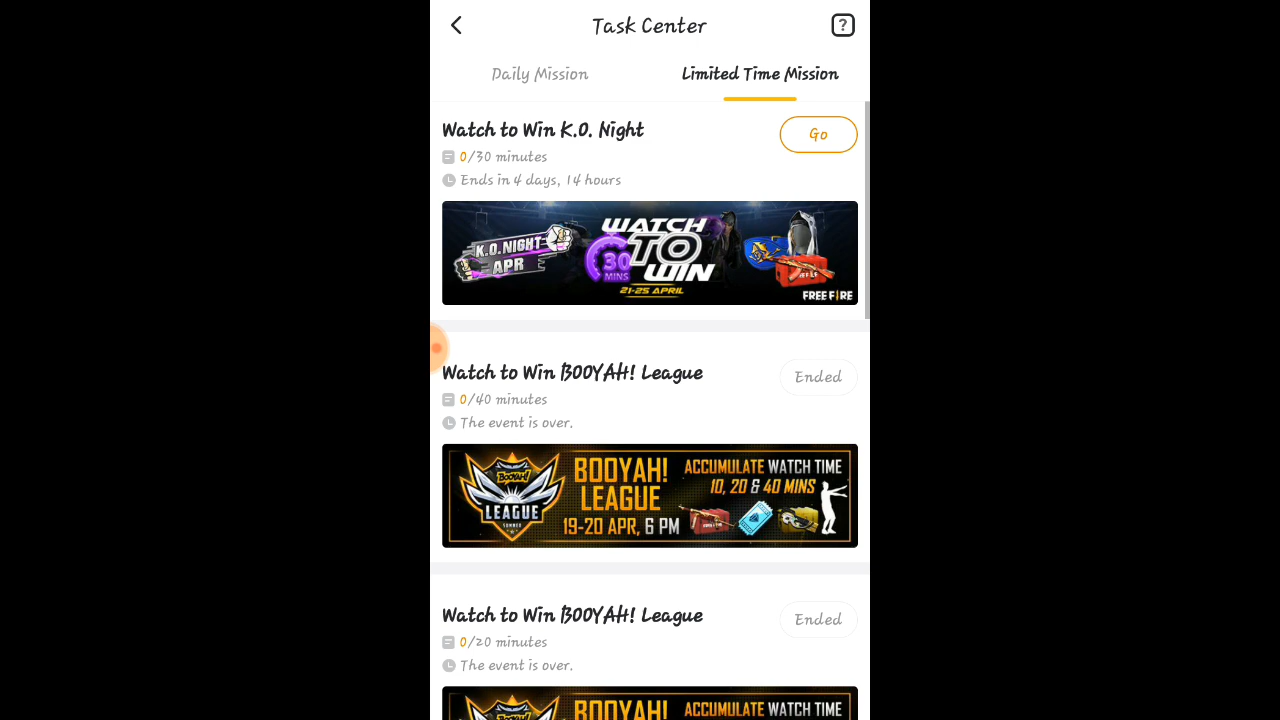 Task Center
?
Daily Mission
Limited Time Mission
Watch to Win K.O. Night
Go
0/30 minutes
Ends in 4 days, 14 hours
K.O. NIGHT
APR
WATCH
TO
WIN
30
MINS
21-25 APRIL
FREE FIRE
Watch to Win BOOYAH! League
Ended
0/40 minutes
The event is over.
BOOYAH!
LEAGUE
SUMMER
BOOYAH!
LEAGUE
19-20 APR, 6 PM
ACCUMULATE WATCH TIME
10, 20 & 40 MINS
Watch to Win BOOYAH! League
Ended
0/20 minutes
The event is over.
BOOYAH!
ACCUMULATE WATCH TIME